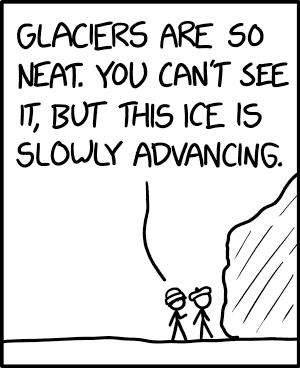 GLACIERS ARE SO
NEAT. YOU CAN'T SEE
IT, BUT THIS ICE IS
SLOWLY ADVANCING.